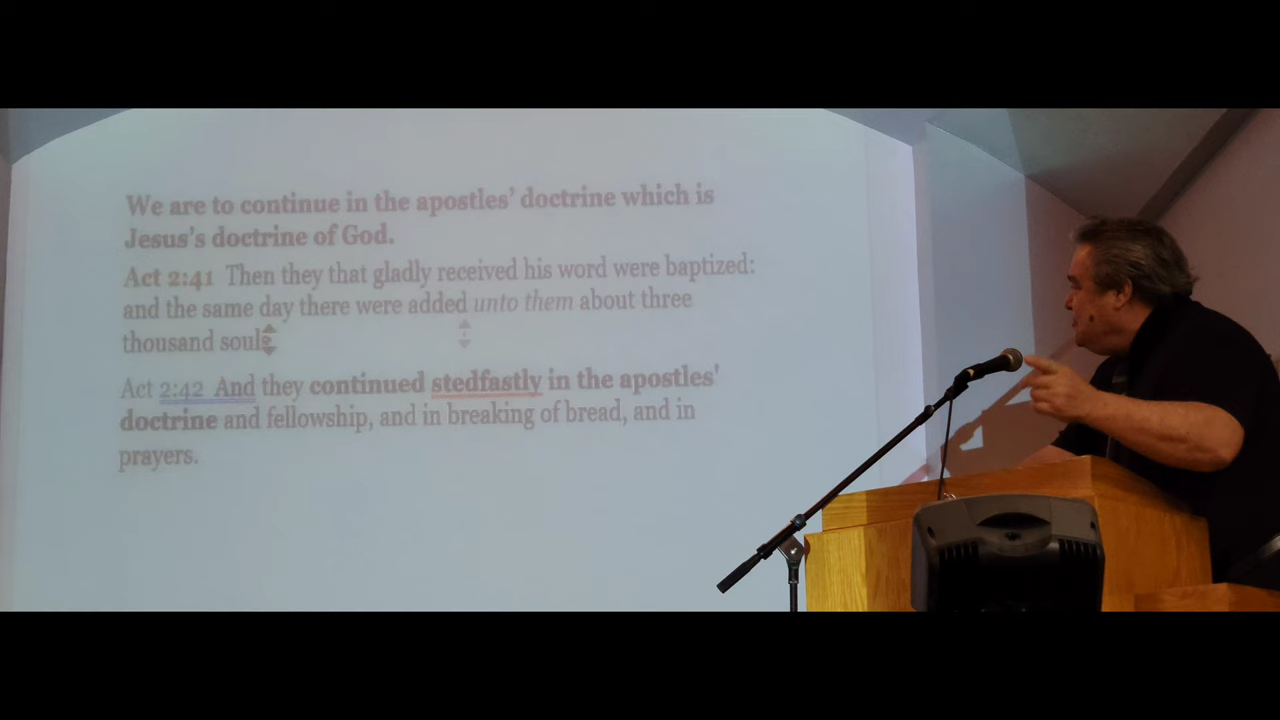 We are to continue in the apostles’ doctrine which is
Jesus's doctrine of God.
Act 2:41 Then they that gladly received his word were baptized:
and the same day there were added unto them about three
thousand souls
Act 2:42 And they continued stedfastly in the apostles'
doctrine and fellowship, and in breaking of bread, and in
prayers.